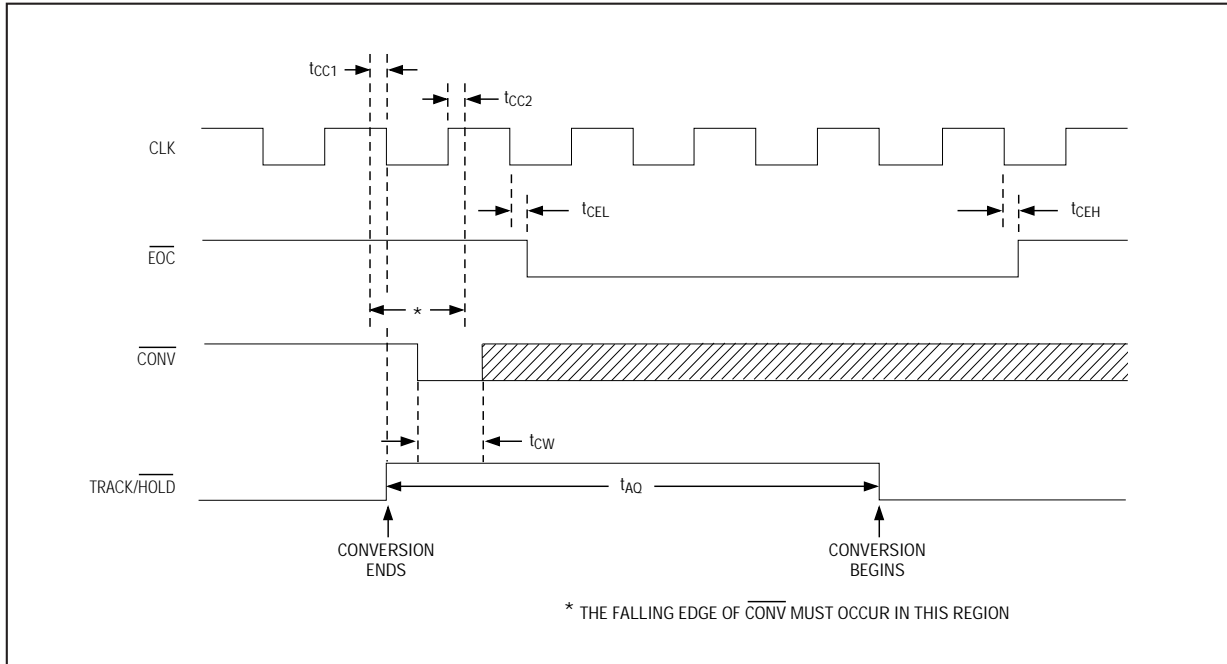 tCC1
tCC2
CLK
tCEL
tCEH
EOC
*
CONV
tCW
TRACK/HOLD
tAQ
CONVERSION
ENDS
CONVERSION
BEGINS
* THE FALLING EDGE OF CONV MUST OCCUR IN THIS REGION